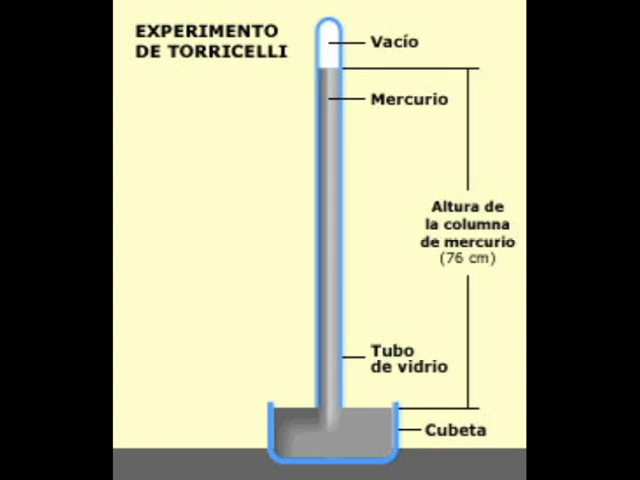 EXPERIMENTO
DE TORRICELLI
Vacío
Mercurio
Altura de
la columna
de mercurio
(76 cm)
Tubo
de vidrio
Cubeta